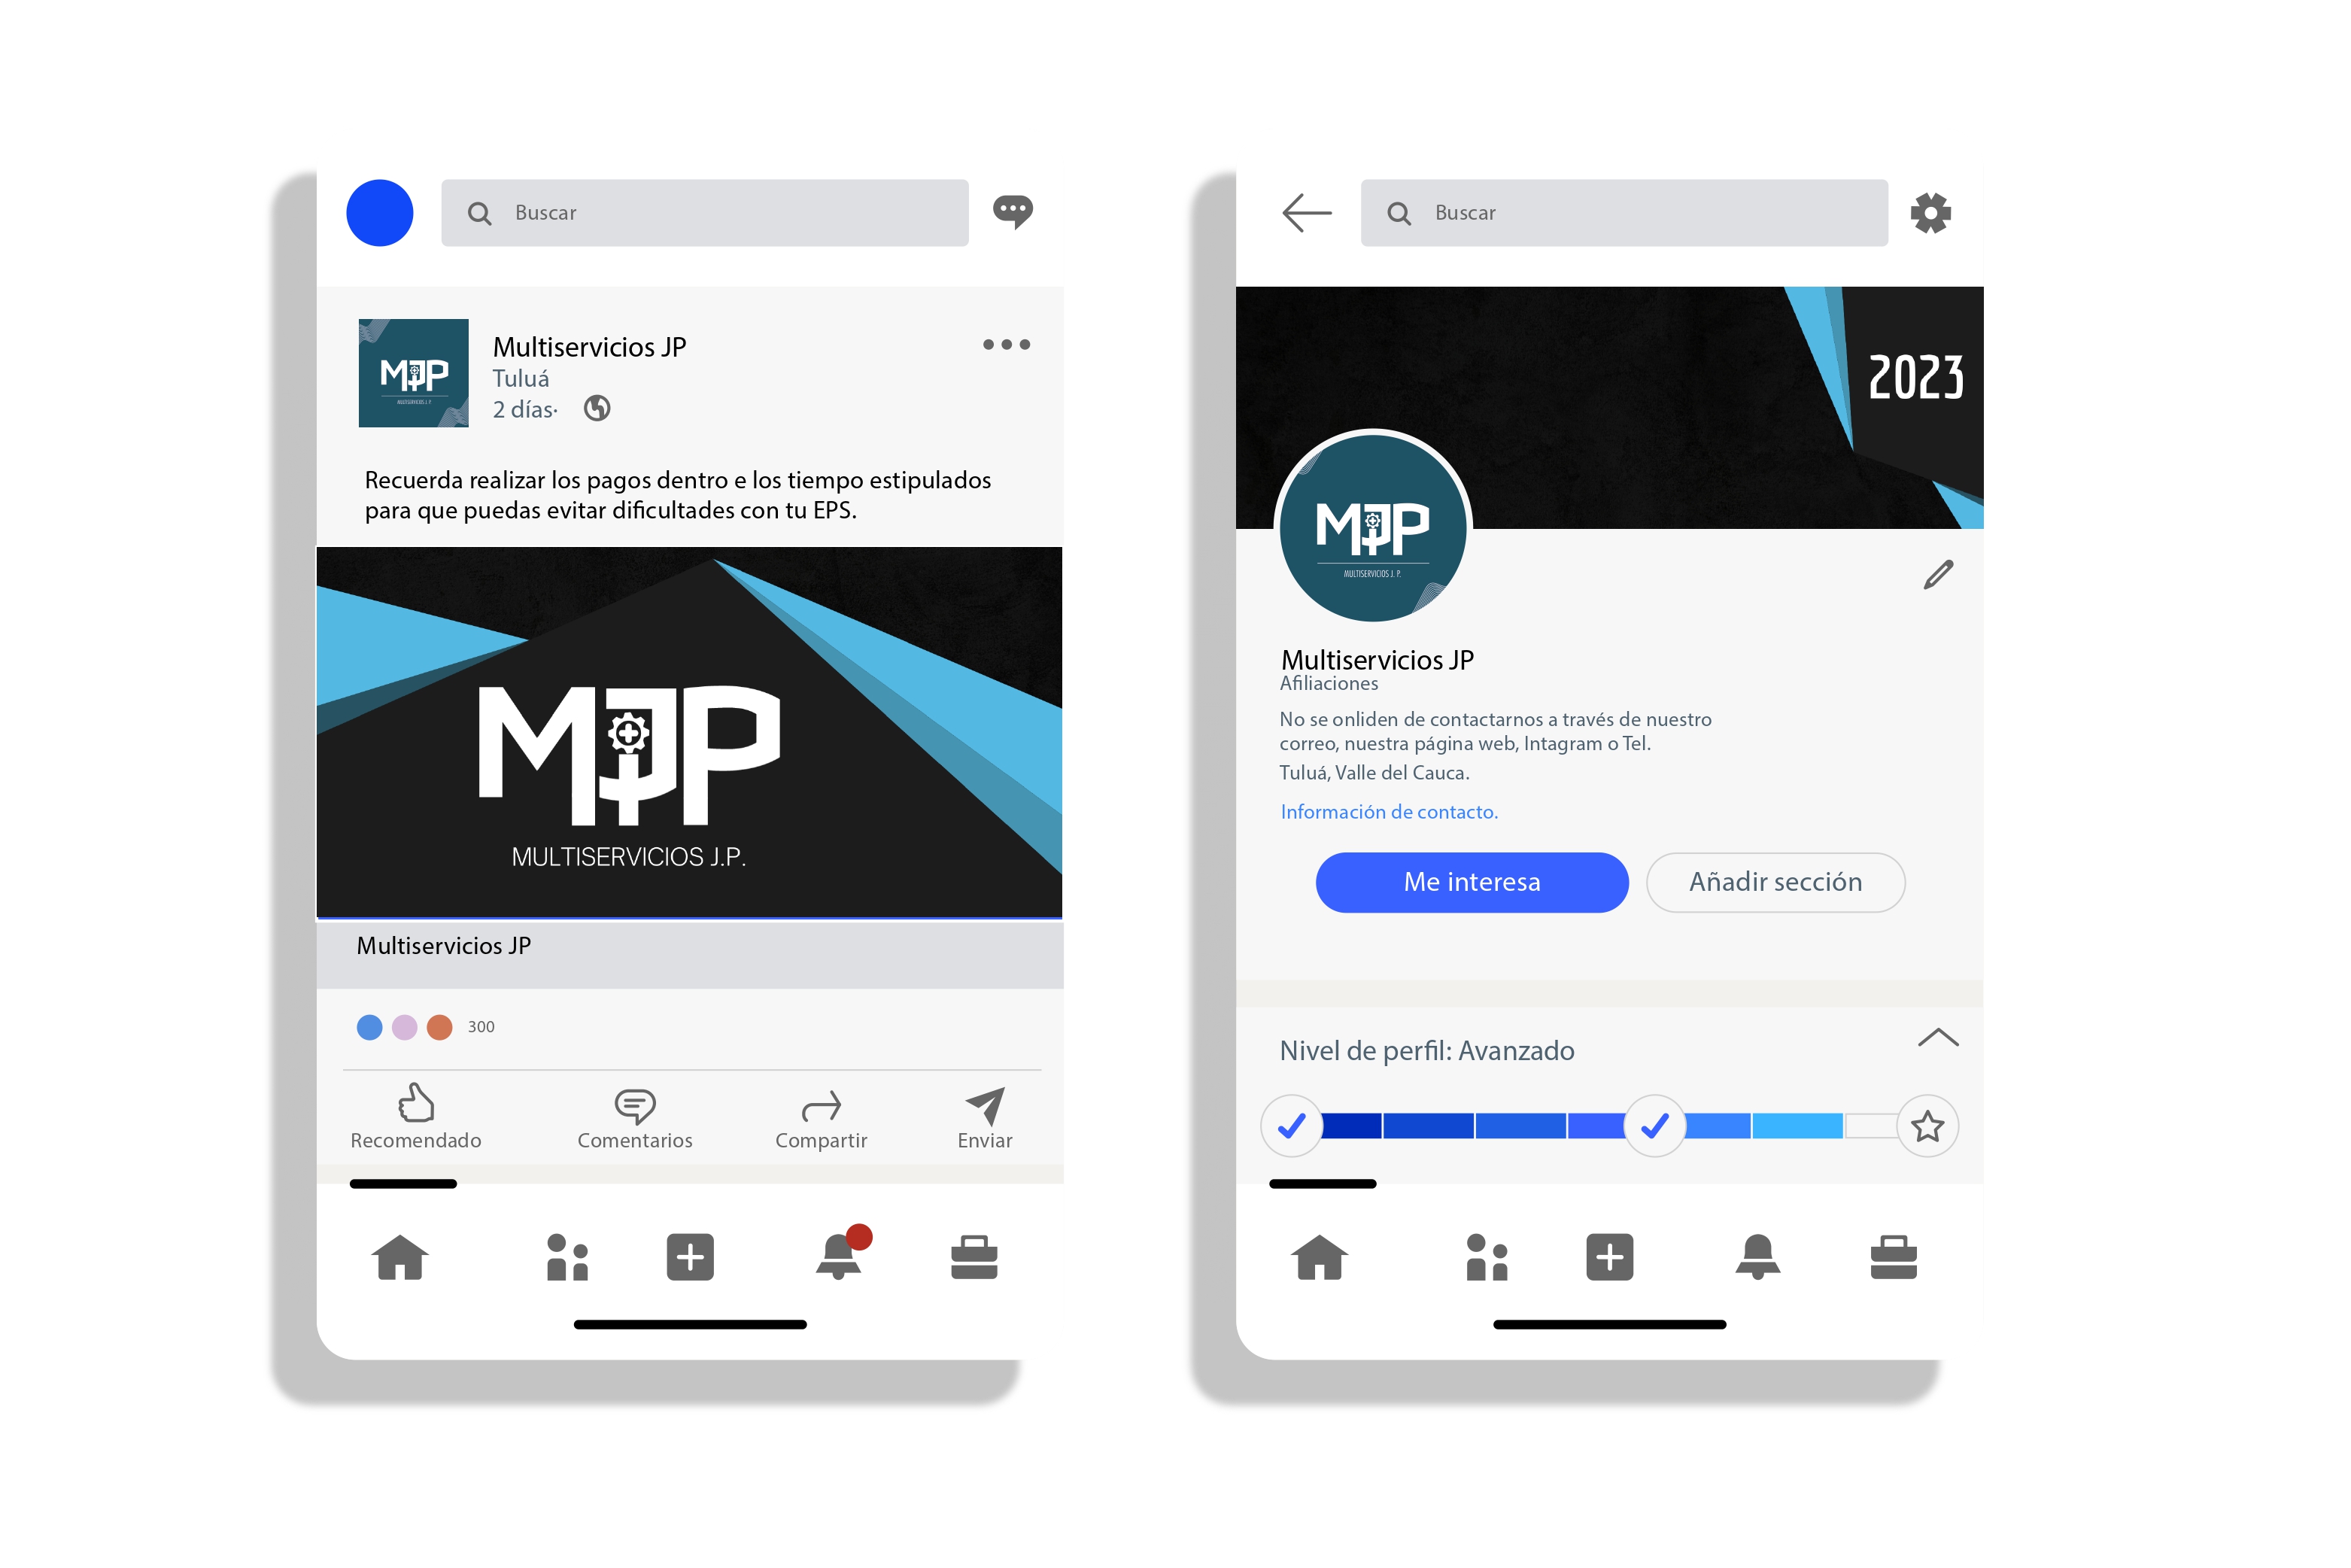 Buscar
MJP
MULTISERVICIOS J. P.
Multiservicios JP
Tuluá
2 días·
Recuerda realizar los pagos dentro e los tiempo estipulados
para que puedas evitar dificultades con tu EPS.
MJP
MULTISERVICIOS J.P.
Multiservicios JP
300
Recomendado
Comentarios
Compartir
Enviar
Buscar
2023
MJP
MULTISERVICIOS J. P.
Multiservicios JP
Afiliaciones
No se onliden de contactarnos a través de nuestro
correo, nuestra página web, Intagram o Tel.
Tuluá, Valle del Cauca.
Información de contacto.
Me interesa
Añadir sección
Nivel de perfil: Avanzado